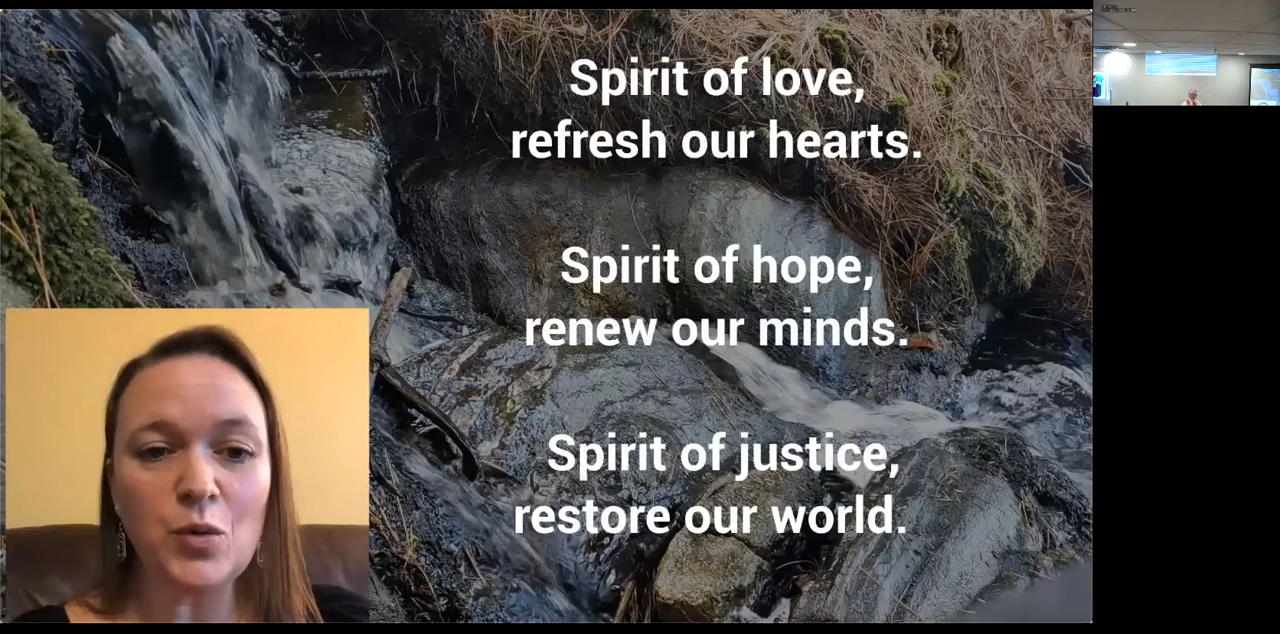 Spirit of love,
refresh our hearts.
Spirit of hope,
renew our minds.
Spirit of justice,
restore our world.